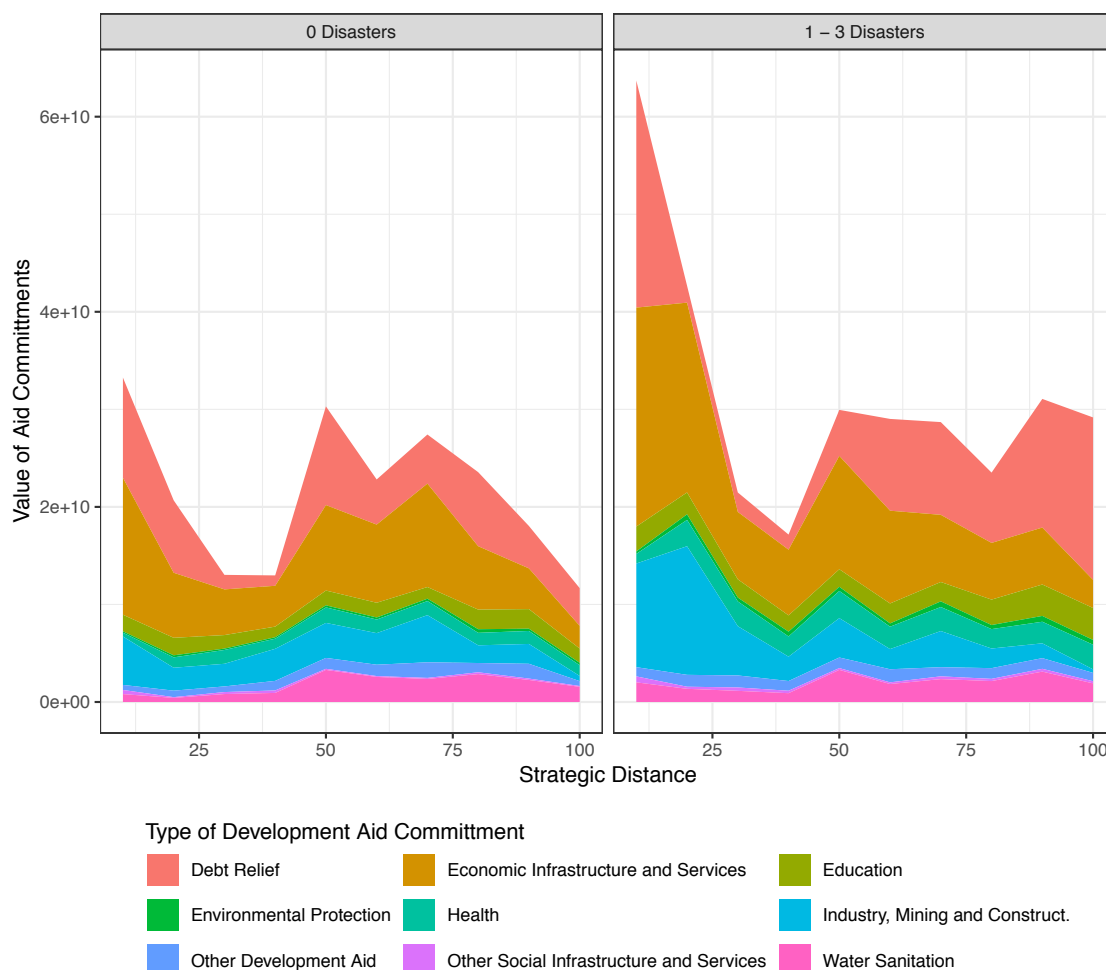 0 Disasters
1 − 3 Disasters
6e+10
4e+10
2e+10
0e+00
Value of Aid Committments
25
50
75
100
25
50
75
100
Strategic Distance
Type of Development Aid Committment
Debt Relief
Economic Infrastructure and Services
Education
Environmental Protection
Health
Industry, Mining and Construct.
Other Development Aid
Other Social Infrastructure and Services
Water Sanitation